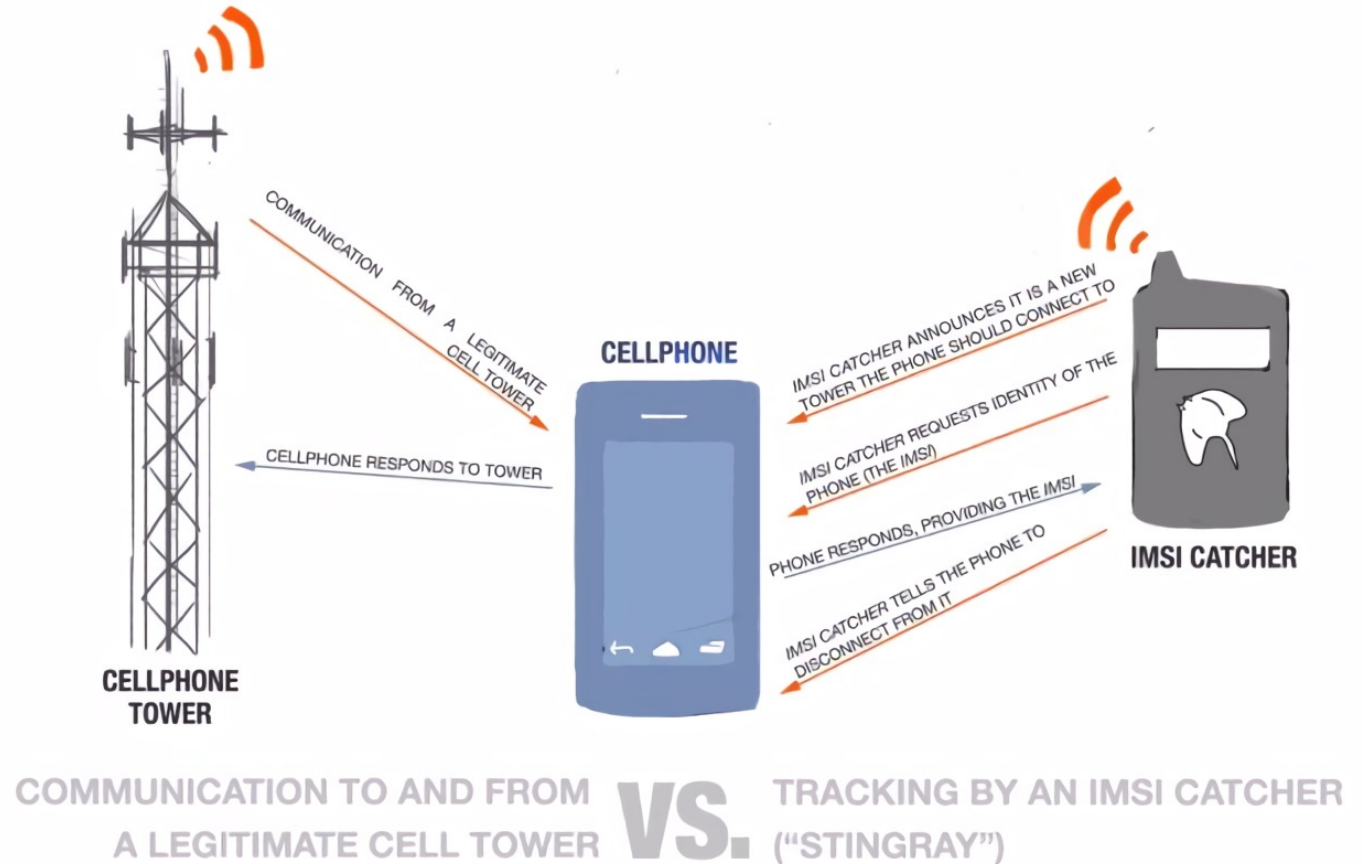 COMMUNICATION FROM A LEGITIMATE
CELL TOWER
CELLPHONE RESPONDS TO TOWER
CELLPHONE
TOWER
CELLPHONE
IMSI CATCHER ANNOUNCES IT IS A NEW
TOWER THE PHONE SHOULD CONNECT TO
IMSI CATCHER REQUESTS IDENTITY OF THE
PHONE (THE IMSI)
PHONE RESPONDS, PROVIDING THE IMSI
IMSI CATCHER TELLS THE PHONE TO
DISCONNECT FROM IT
IMSI CATCHER
COMMUNICATION TO AND FROM
A LEGITIMATE CELL TOWER
VS.
TRACKING BY AN IMSI CATCHER
("STINGRAY")